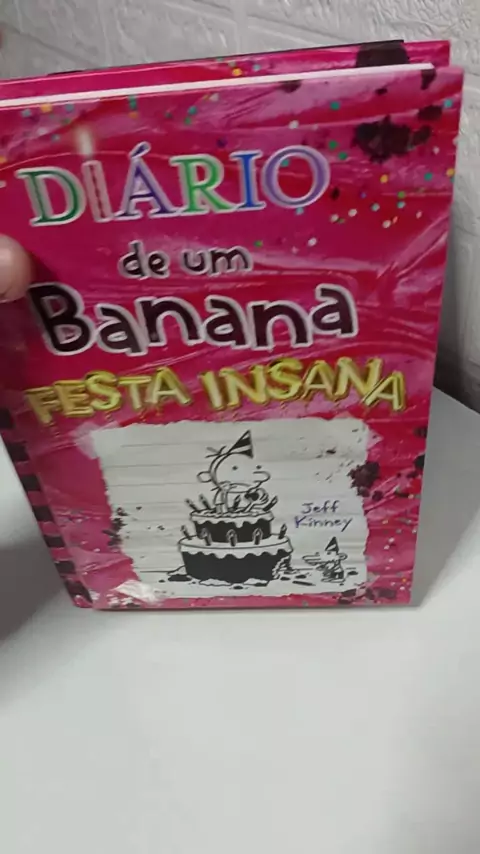 DIÁRIO
de um
Banana
FESTA INSANA
Jeff
Kinney